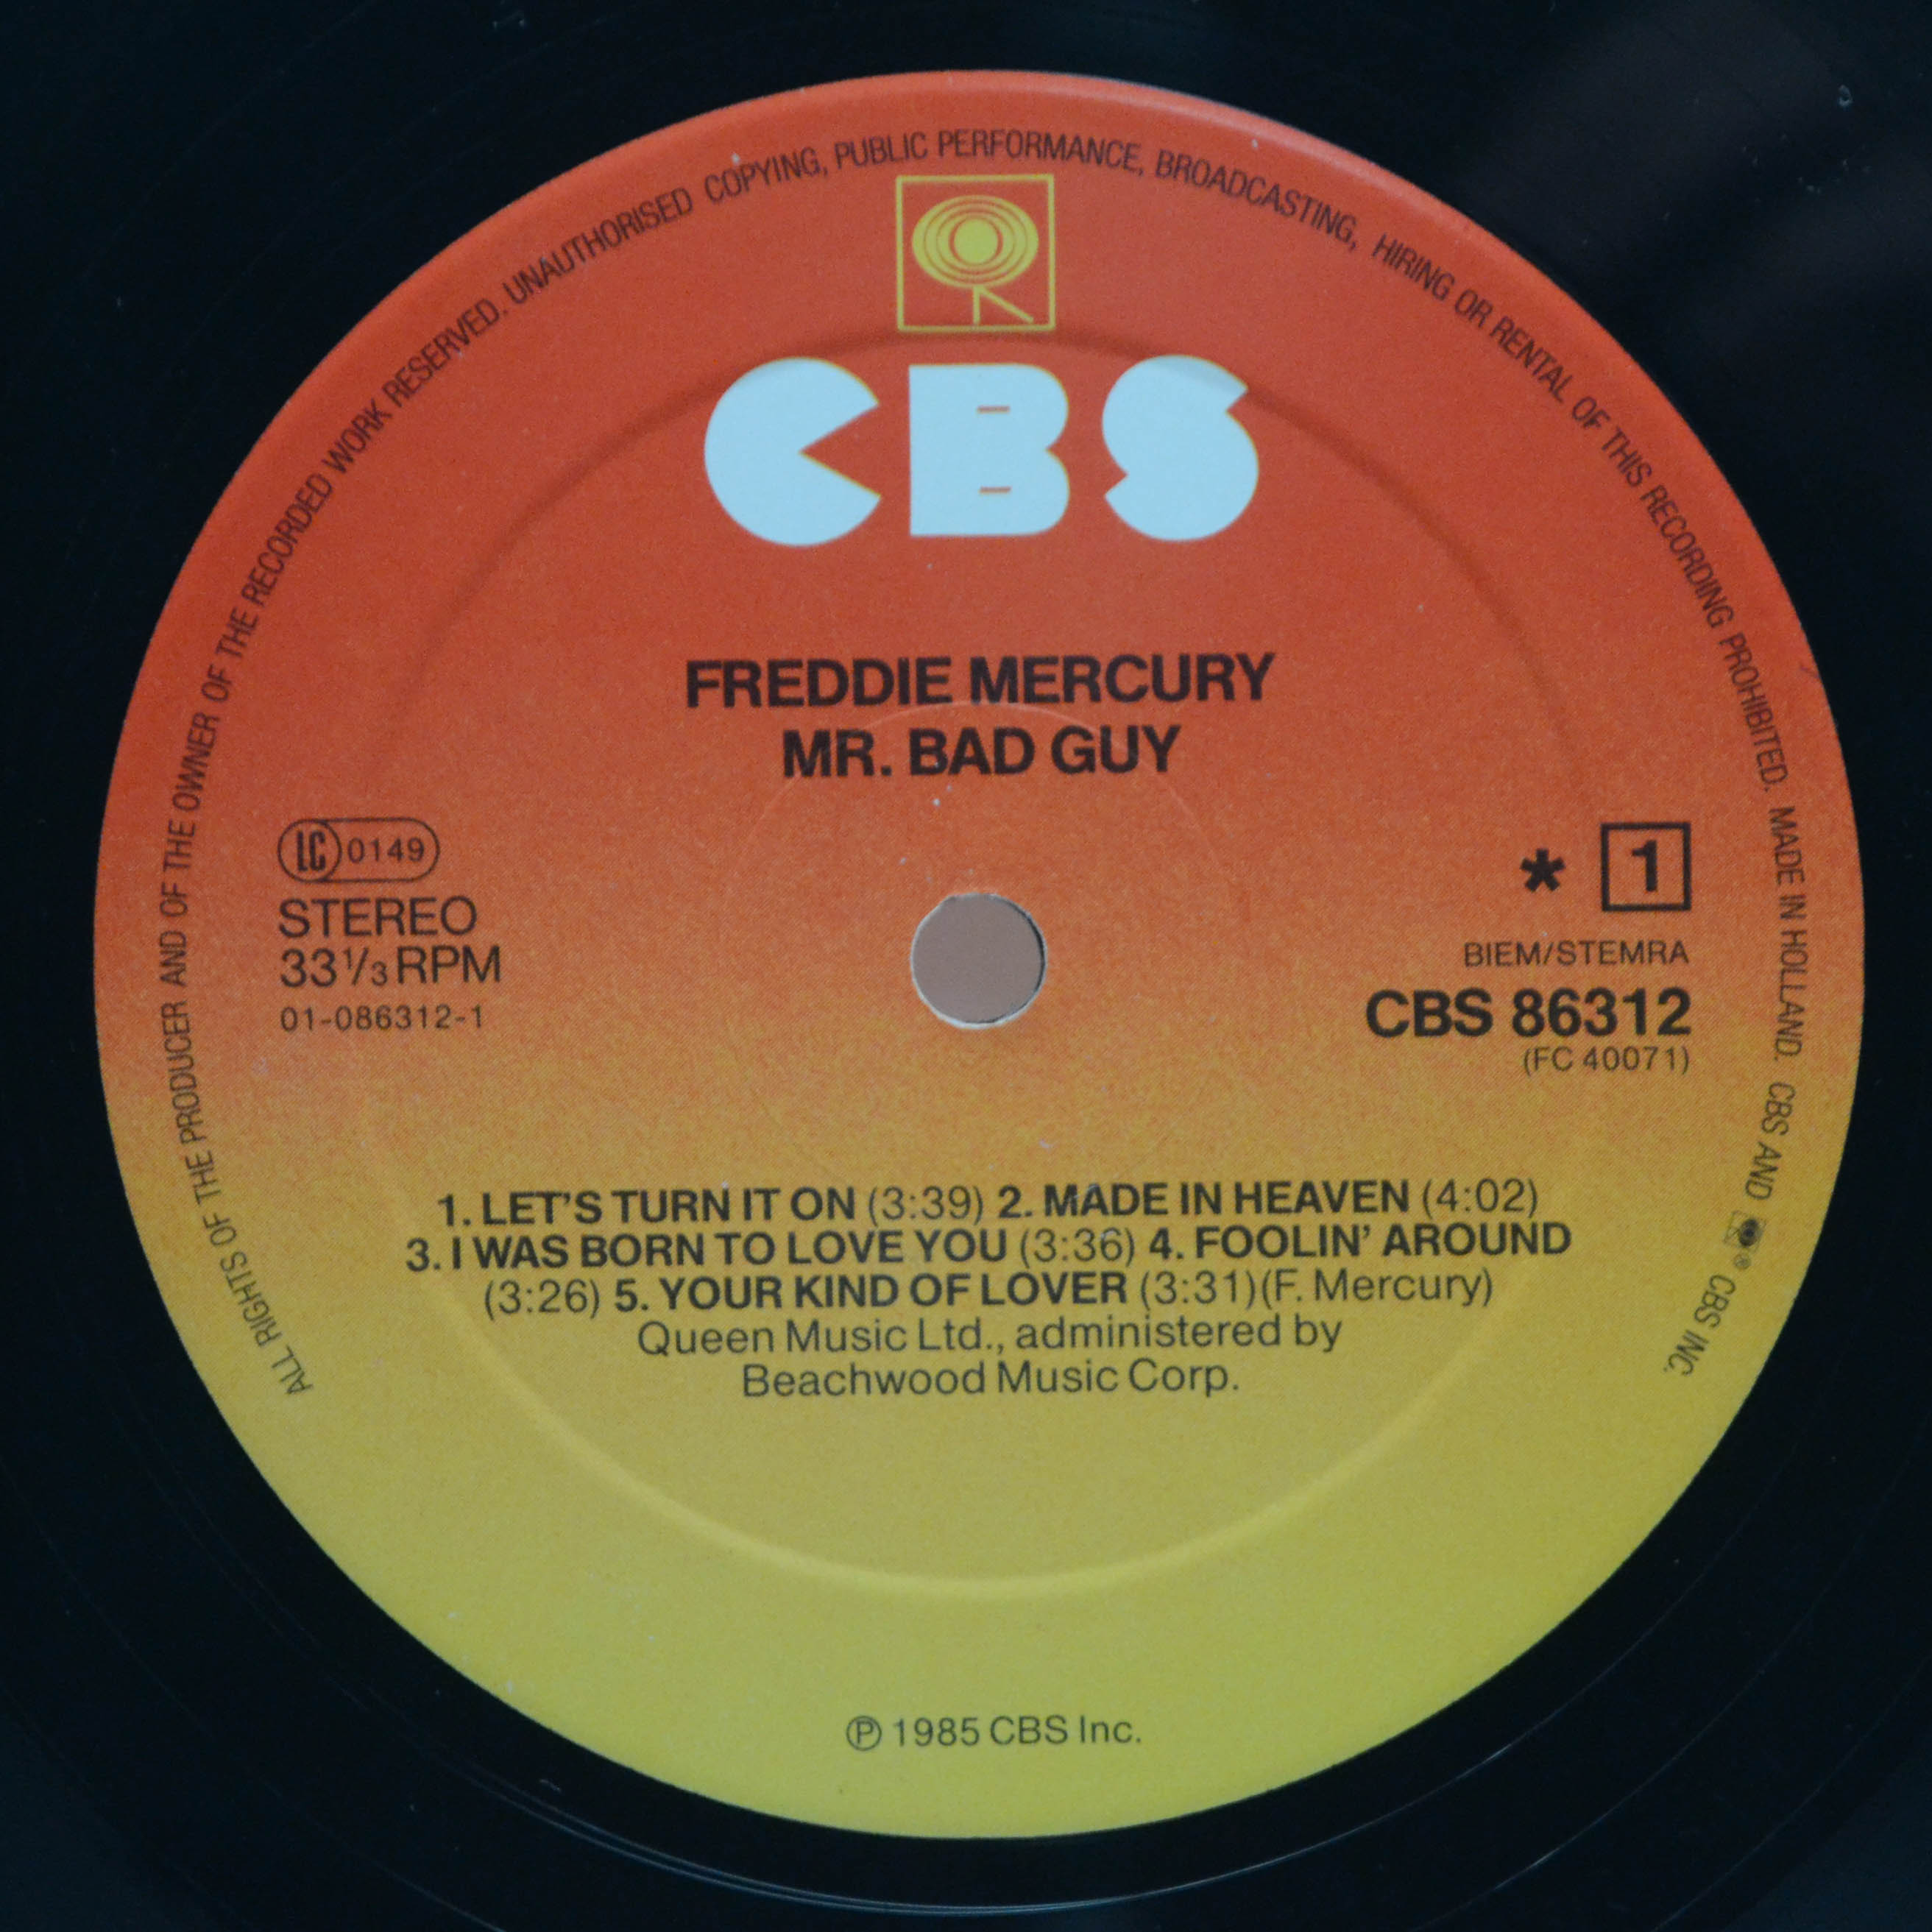 ALL RIGHTS OF THE PRODUCER AND OF THE OWNER OF THE RECORDED WORK RESERVED. UNAUTHORISED COPYING, PUBLIC PERFORMANCE, BROADCASTING, HIRING OR RENTAL OF THIS RECORDING PROHIBITED. MADE IN HOLLAND. CBS AND ® CBS INC.
CBS
FREDDIE MERCURY
MR. BAD GUY
LC 0149
STEREO
33⅓ RPM
01-086312-1
* 1
BIEM/STEMRA
CBS 86312
(FC 40071)
1. LET'S TURN IT ON (3:39) 2. MADE IN HEAVEN (4:02)
3. I WAS BORN TO LOVE YOU (3:36) 4. FOOLIN' AROUND
(3:26) 5. YOUR KIND OF LOVER (3:31)(F. Mercury)
Queen Music Ltd., administered by
Beachwood Music Corp.
℗ 1985 CBS Inc.